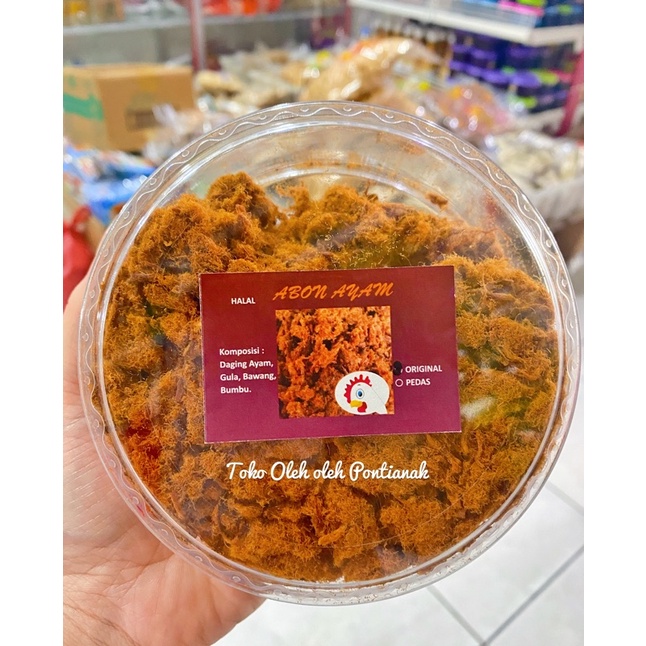 HALAL
ABON AYAM
Komposisi :
Daging Ayam,
Gula, Bawang,
Bumbu.
ORIGINAL
PEDAS
Toko Oleh oleh Pontianak